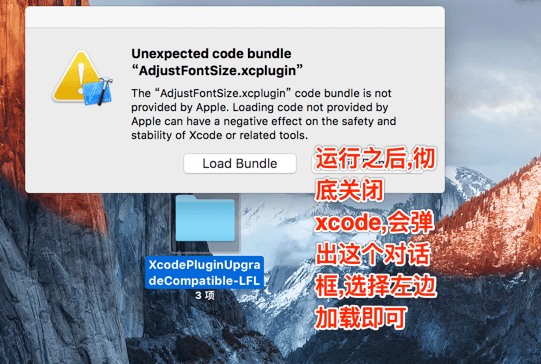 Unexpected code bundle
“AdjustFontSize.xcplugin”
The “AdjustFontSize.xcplugin” code bundle is not
provided by Apple. Loading code not provided by
Apple can have a negative effect on the safety and
stability of Xcode or related tools.
Load Bundle
运行之后,彻
底关闭
xcode,会弹
出这个对话
框,选择左边
加载即可
XcodePluginUpgra
deCompatible-LFL
3 项